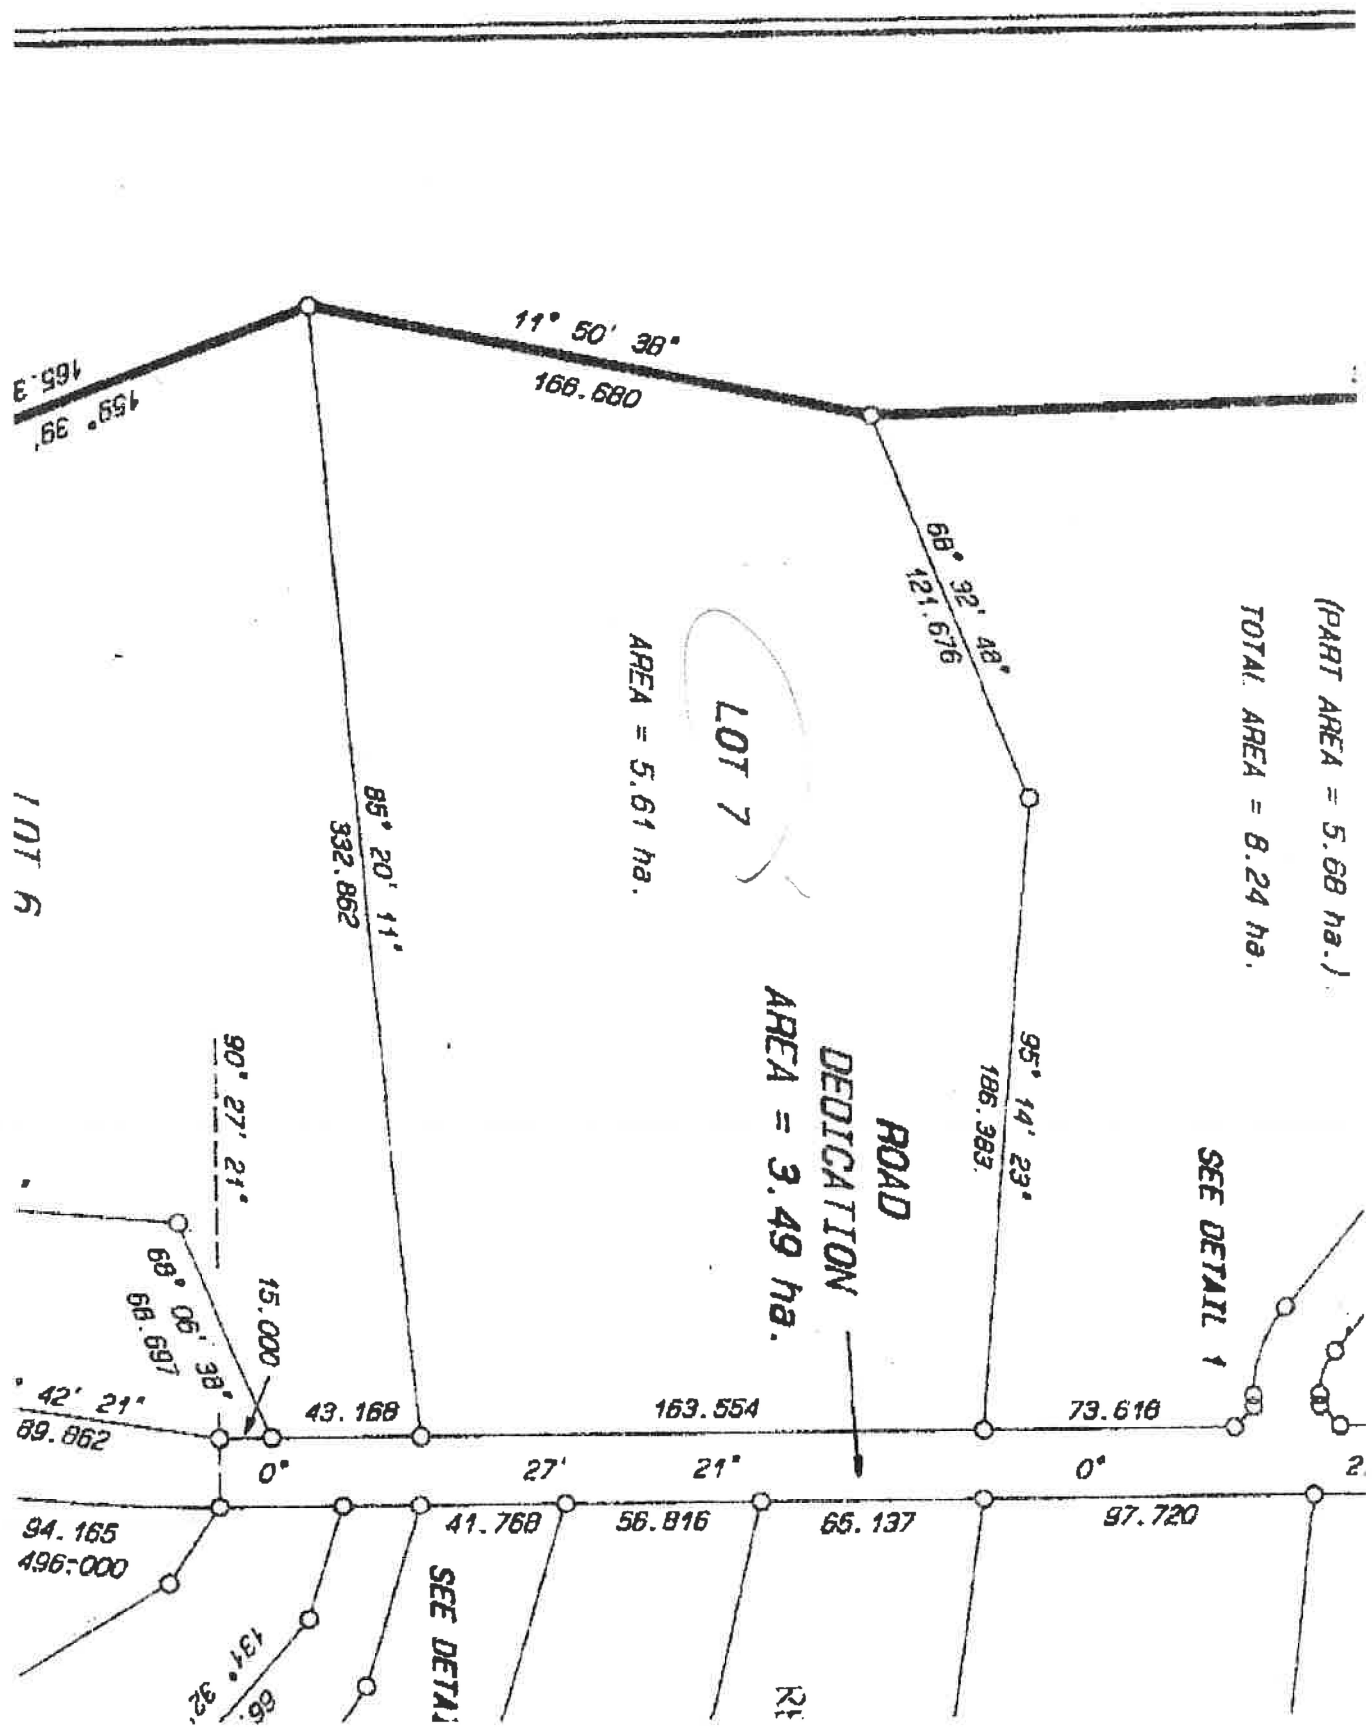 11° 50' 38"
166.680
165.3
159° 39'
68° 32' 48"
121.676
(PART AREA = 5.68 ha.)
TOTAL AREA = 8.24 ha.
LOT 7
AREA = 5.61 ha.
85° 20' 11"
332.862
LOT 6
95° 14' 23"
186.383
ROAD
DEDICATION
AREA = 3.49 ha.
SEE DETAIL 1
90° 27' 21"
15.000
68° 06' 38"
68.697
° 42' 21"
89.862
43.168
163.554
73.616
0° 27' 21"
0°
94.165
496.000
41.768
56.816
65.137
97.720
SEE DETAI
131° 32'
66.